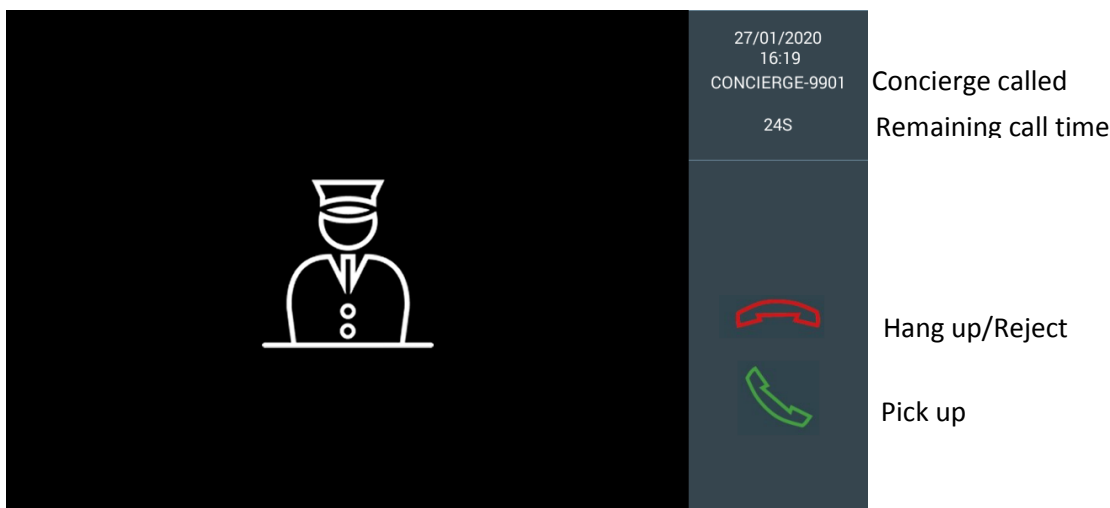 27/01/2020
16:19
CONCIERGE-9901
Concierge called
24S
Remaining call time
Hang up/Reject
Pick up